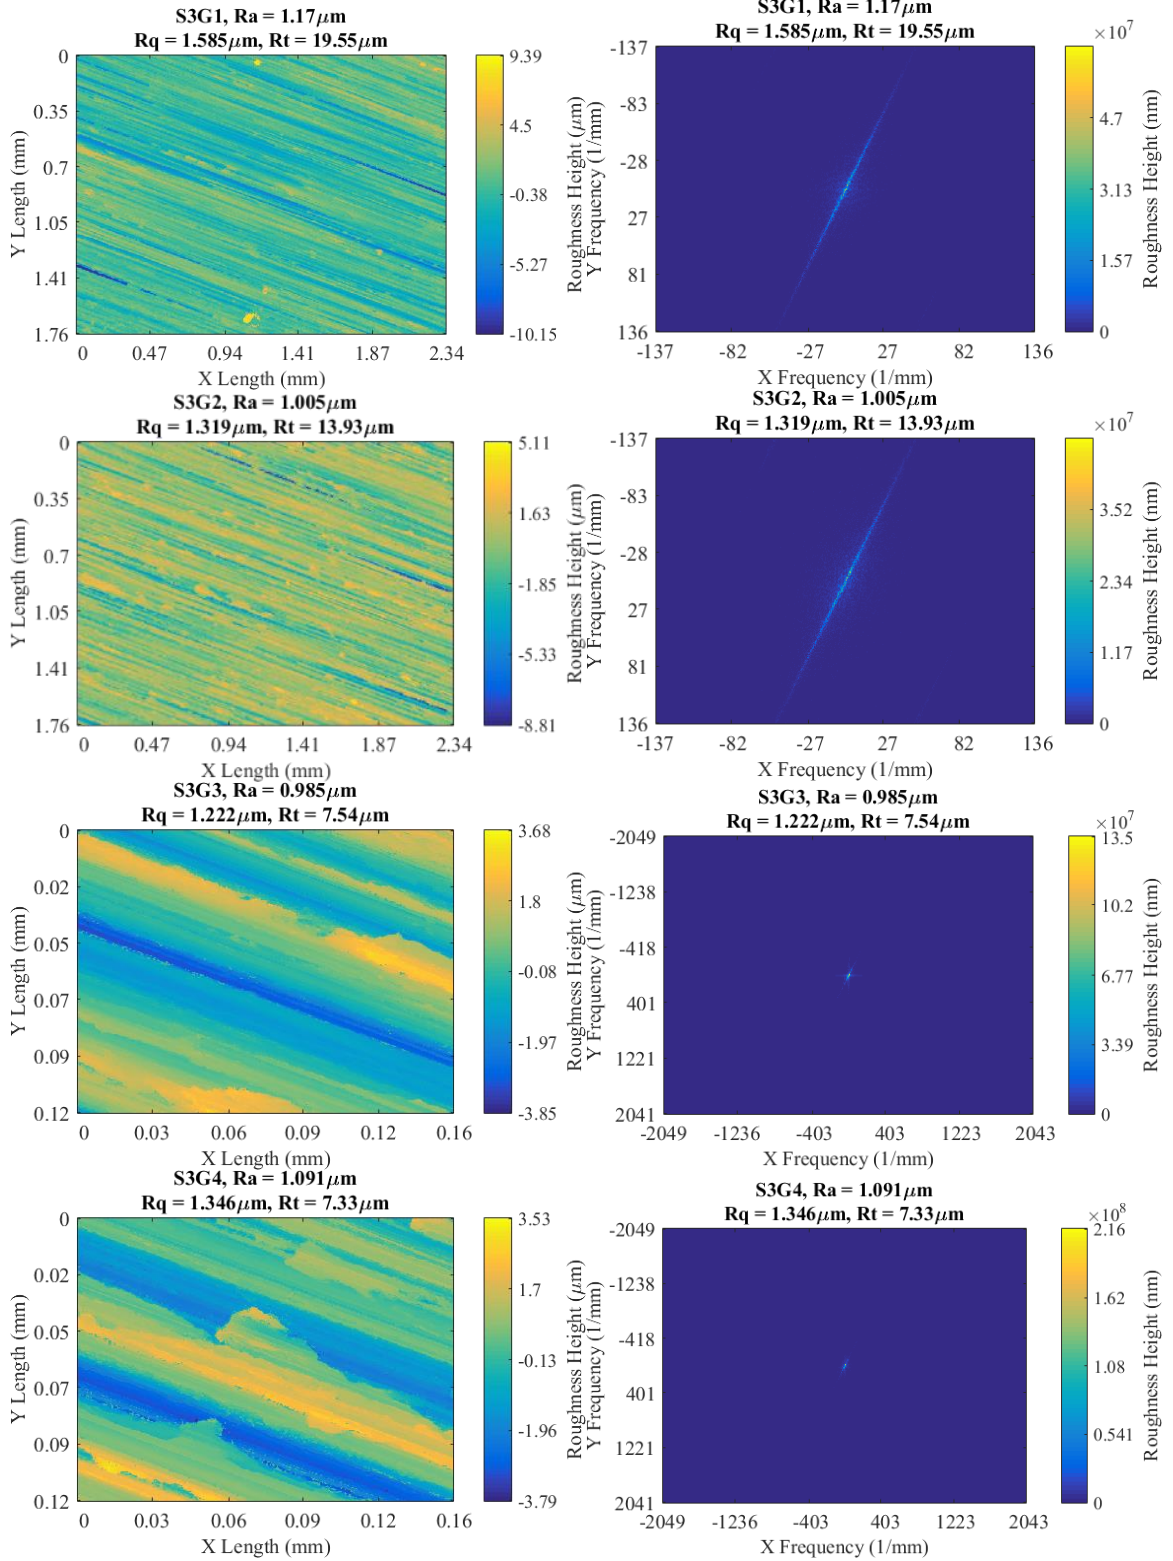 S3G1, Ra = 1.17μm
Rq = 1.585μm, Rt = 19.55μm
0
0.35
0.7
1.05
1.41
1.76
Y Length (mm)
0 0.47 0.94 1.41 1.87 2.34
X Length (mm)
9.39
4.5
-0.38
-5.27
-10.15
Roughness Height (μm)
S3G1, Ra = 1.17μm
Rq = 1.585μm, Rt = 19.55μm
-137
-83
-28
27
81
136
Y Frequency (1/mm)
-137 -82 -27 27 82 136
X Frequency (1/mm)
×10⁷
4.7
3.13
1.57
0
Roughness Height (nm)
S3G2, Ra = 1.005μm
Rq = 1.319μm, Rt = 13.93μm
0
0.35
0.7
1.05
1.41
1.76
Y Length (mm)
0 0.47 0.94 1.41 1.87 2.34
X Length (mm)
5.11
1.63
-1.85
-5.33
-8.81
Roughness Height (μm)
S3G2, Ra = 1.005μm
Rq = 1.319μm, Rt = 13.93μm
-137
-83
-28
27
81
136
Y Frequency (1/mm)
-137 -82 -27 27 82 136
X Frequency (1/mm)
×10⁷
3.52
2.34
1.17
0
Roughness Height (nm)
S3G3, Ra = 0.985μm
Rq = 1.222μm, Rt = 7.54μm
0
0.02
0.05
0.07
0.09
0.12
Y Length (mm)
0 0.03 0.06 0.09 0.12 0.16
X Length (mm)
3.68
1.8
-0.08
-1.97
-3.85
Roughness Height (μm)
S3G3, Ra = 0.985μm
Rq = 1.222μm, Rt = 7.54μm
-2049
-1238
-418
401
1221
2041
Y Frequency (1/mm)
-2049 -1236 -403 403 1223 2043
X Frequency (1/mm)
×10⁷
13.5
10.2
6.77
3.39
0
Roughness Height (nm)
S3G4, Ra = 1.091μm
Rq = 1.346μm, Rt = 7.33μm
0
0.02
0.05
0.07
0.09
0.12
Y Length (mm)
0 0.03 0.06 0.09 0.12 0.16
X Length (mm)
3.53
1.7
-0.13
-1.96
-3.79
Roughness Height (μm)
S3G4, Ra = 1.091μm
Rq = 1.346μm, Rt = 7.33μm
-2049
-1238
-418
401
1221
2041
Y Frequency (1/mm)
-2049 -1236 -403 403 1223 2043
X Frequency (1/mm)
×10⁸
2.16
1.62
1.08
0.541
0
Roughness Height (nm)